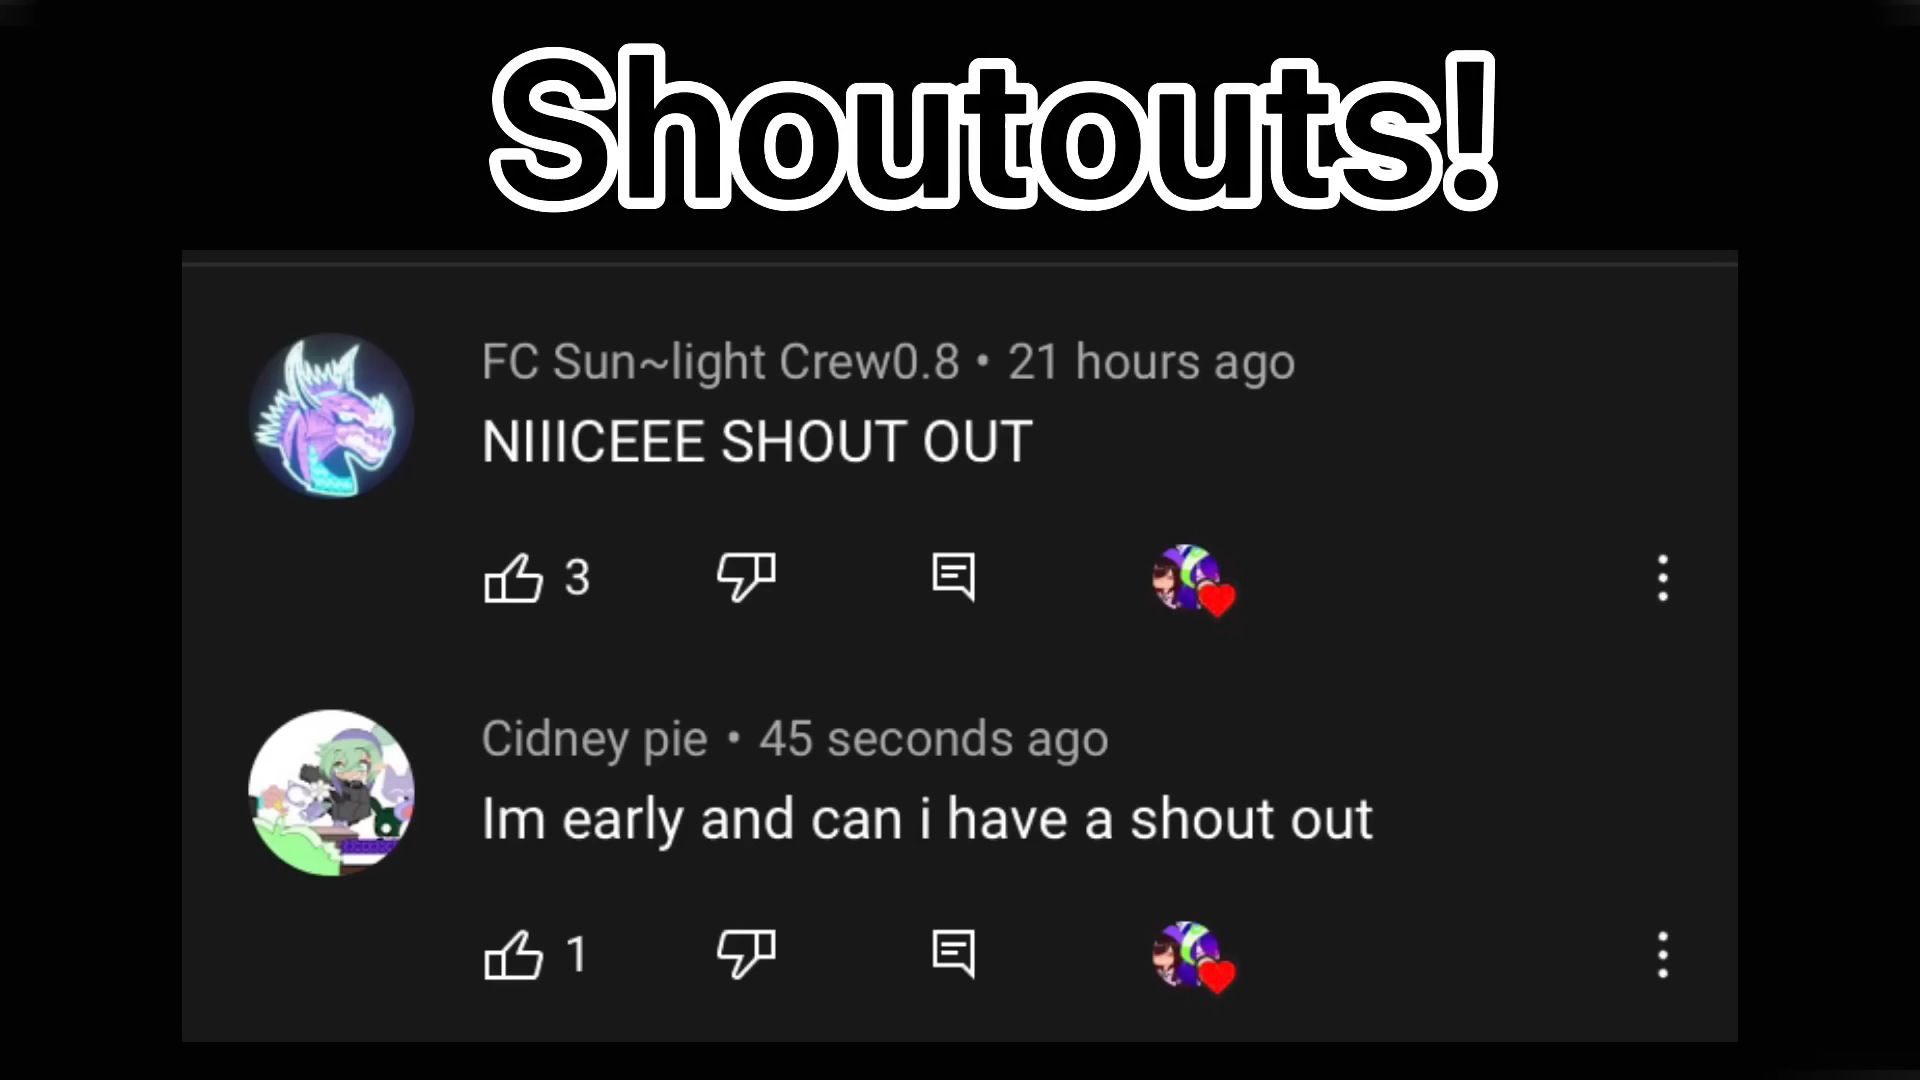 Shoutouts!
FC Sun~light Crew0.8 • 21 hours ago
NIIICEEE SHOUT OUT
3
Cidney pie • 45 seconds ago
Im early and can i have a shout out
1